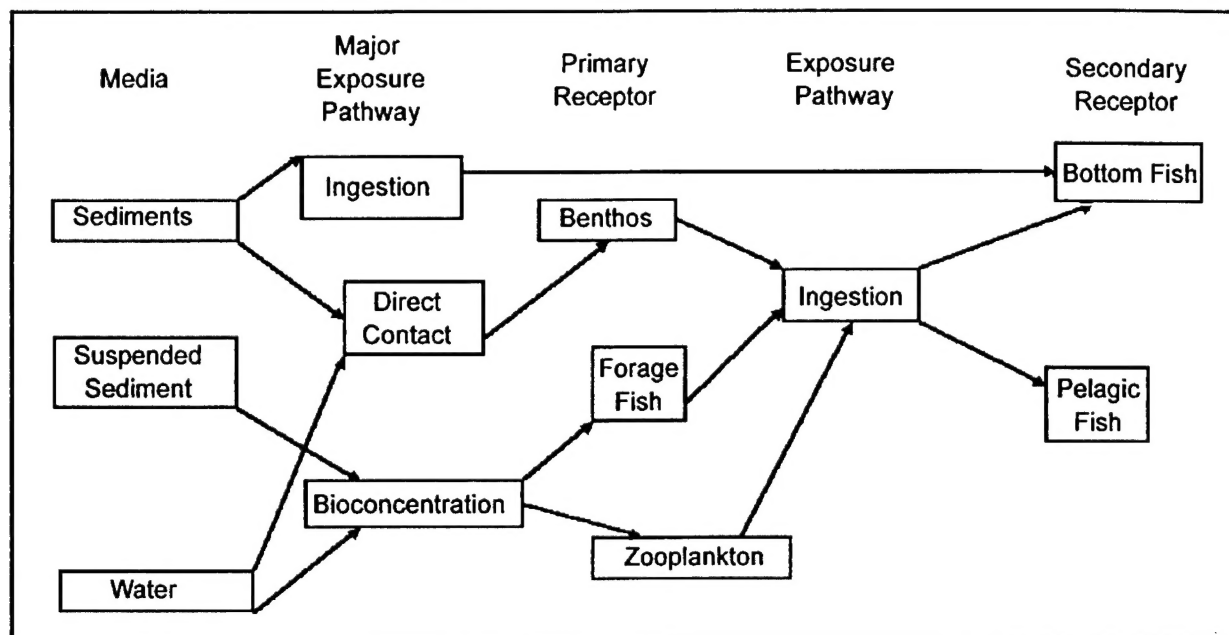 Media
Major
Exposure
Pathway
Primary
Receptor
Exposure
Pathway
Secondary
Receptor
Ingestion
Bottom Fish
Sediments
Benthos
Direct
Contact
Ingestion
Suspended
Sediment
Forage
Fish
Pelagic
Fish
Bioconcentration
Zooplankton
Water